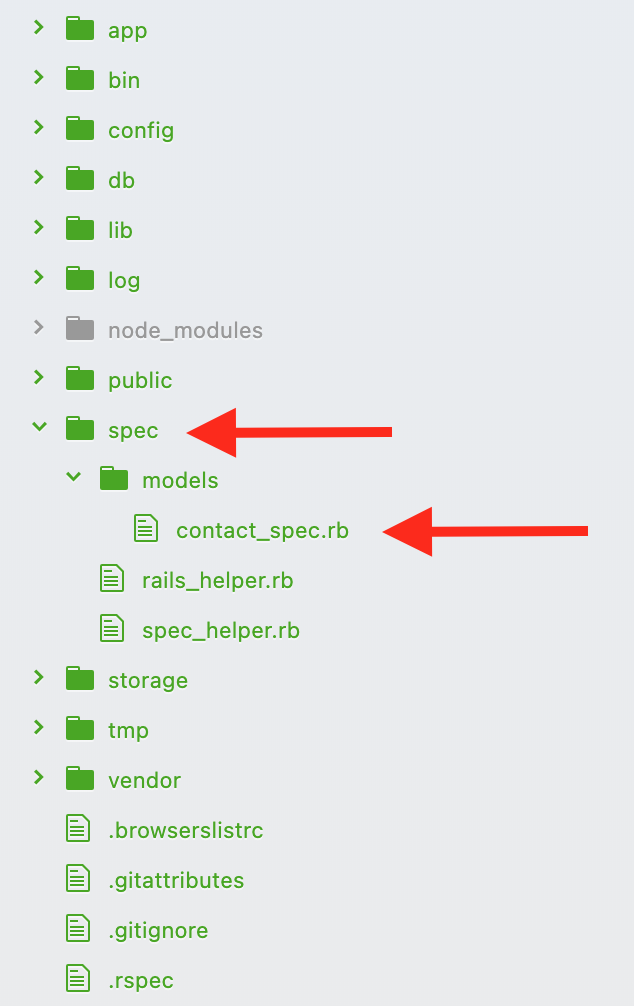 app
bin
config
db
lib
log
node_modules
public
spec
models
contact_spec.rb
rails_helper.rb
spec_helper.rb
storage
tmp
vendor
.browserslistrc
.gitattributes
.gitignore
.rspec